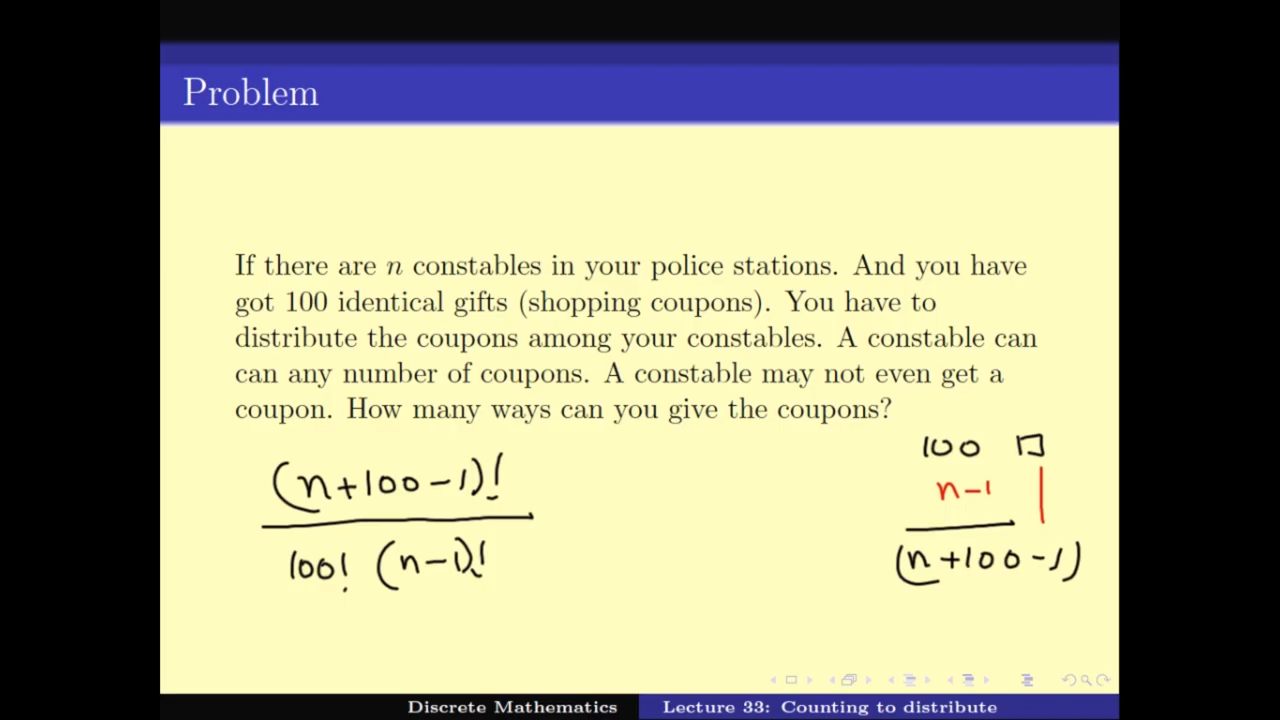 Problem
If there are n constables in your police stations. And you have
got 100 identical gifts (shopping coupons). You have to
distribute the coupons among your constables. A constable can
can any number of coupons. A constable may not even get a
coupon. How many ways can you give the coupons?
(n+100-1)!
100! (n-1)!
100 □
n-1 |
(n+100-1)
Discrete Mathematics
Lecture 33: Counting to distribute